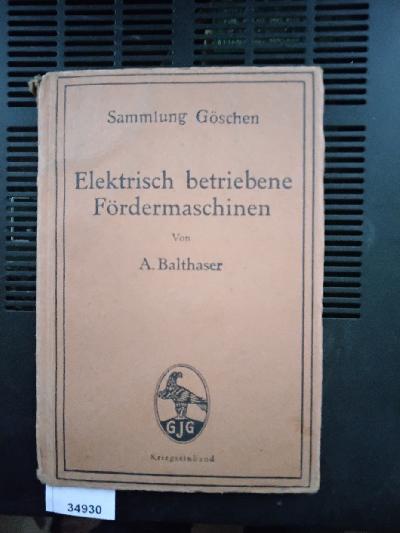 Sammlung Göschen
Elektrisch betriebene
Fördermaschinen
Von
A. Balthaser
GJG
Kriegseinband
34930